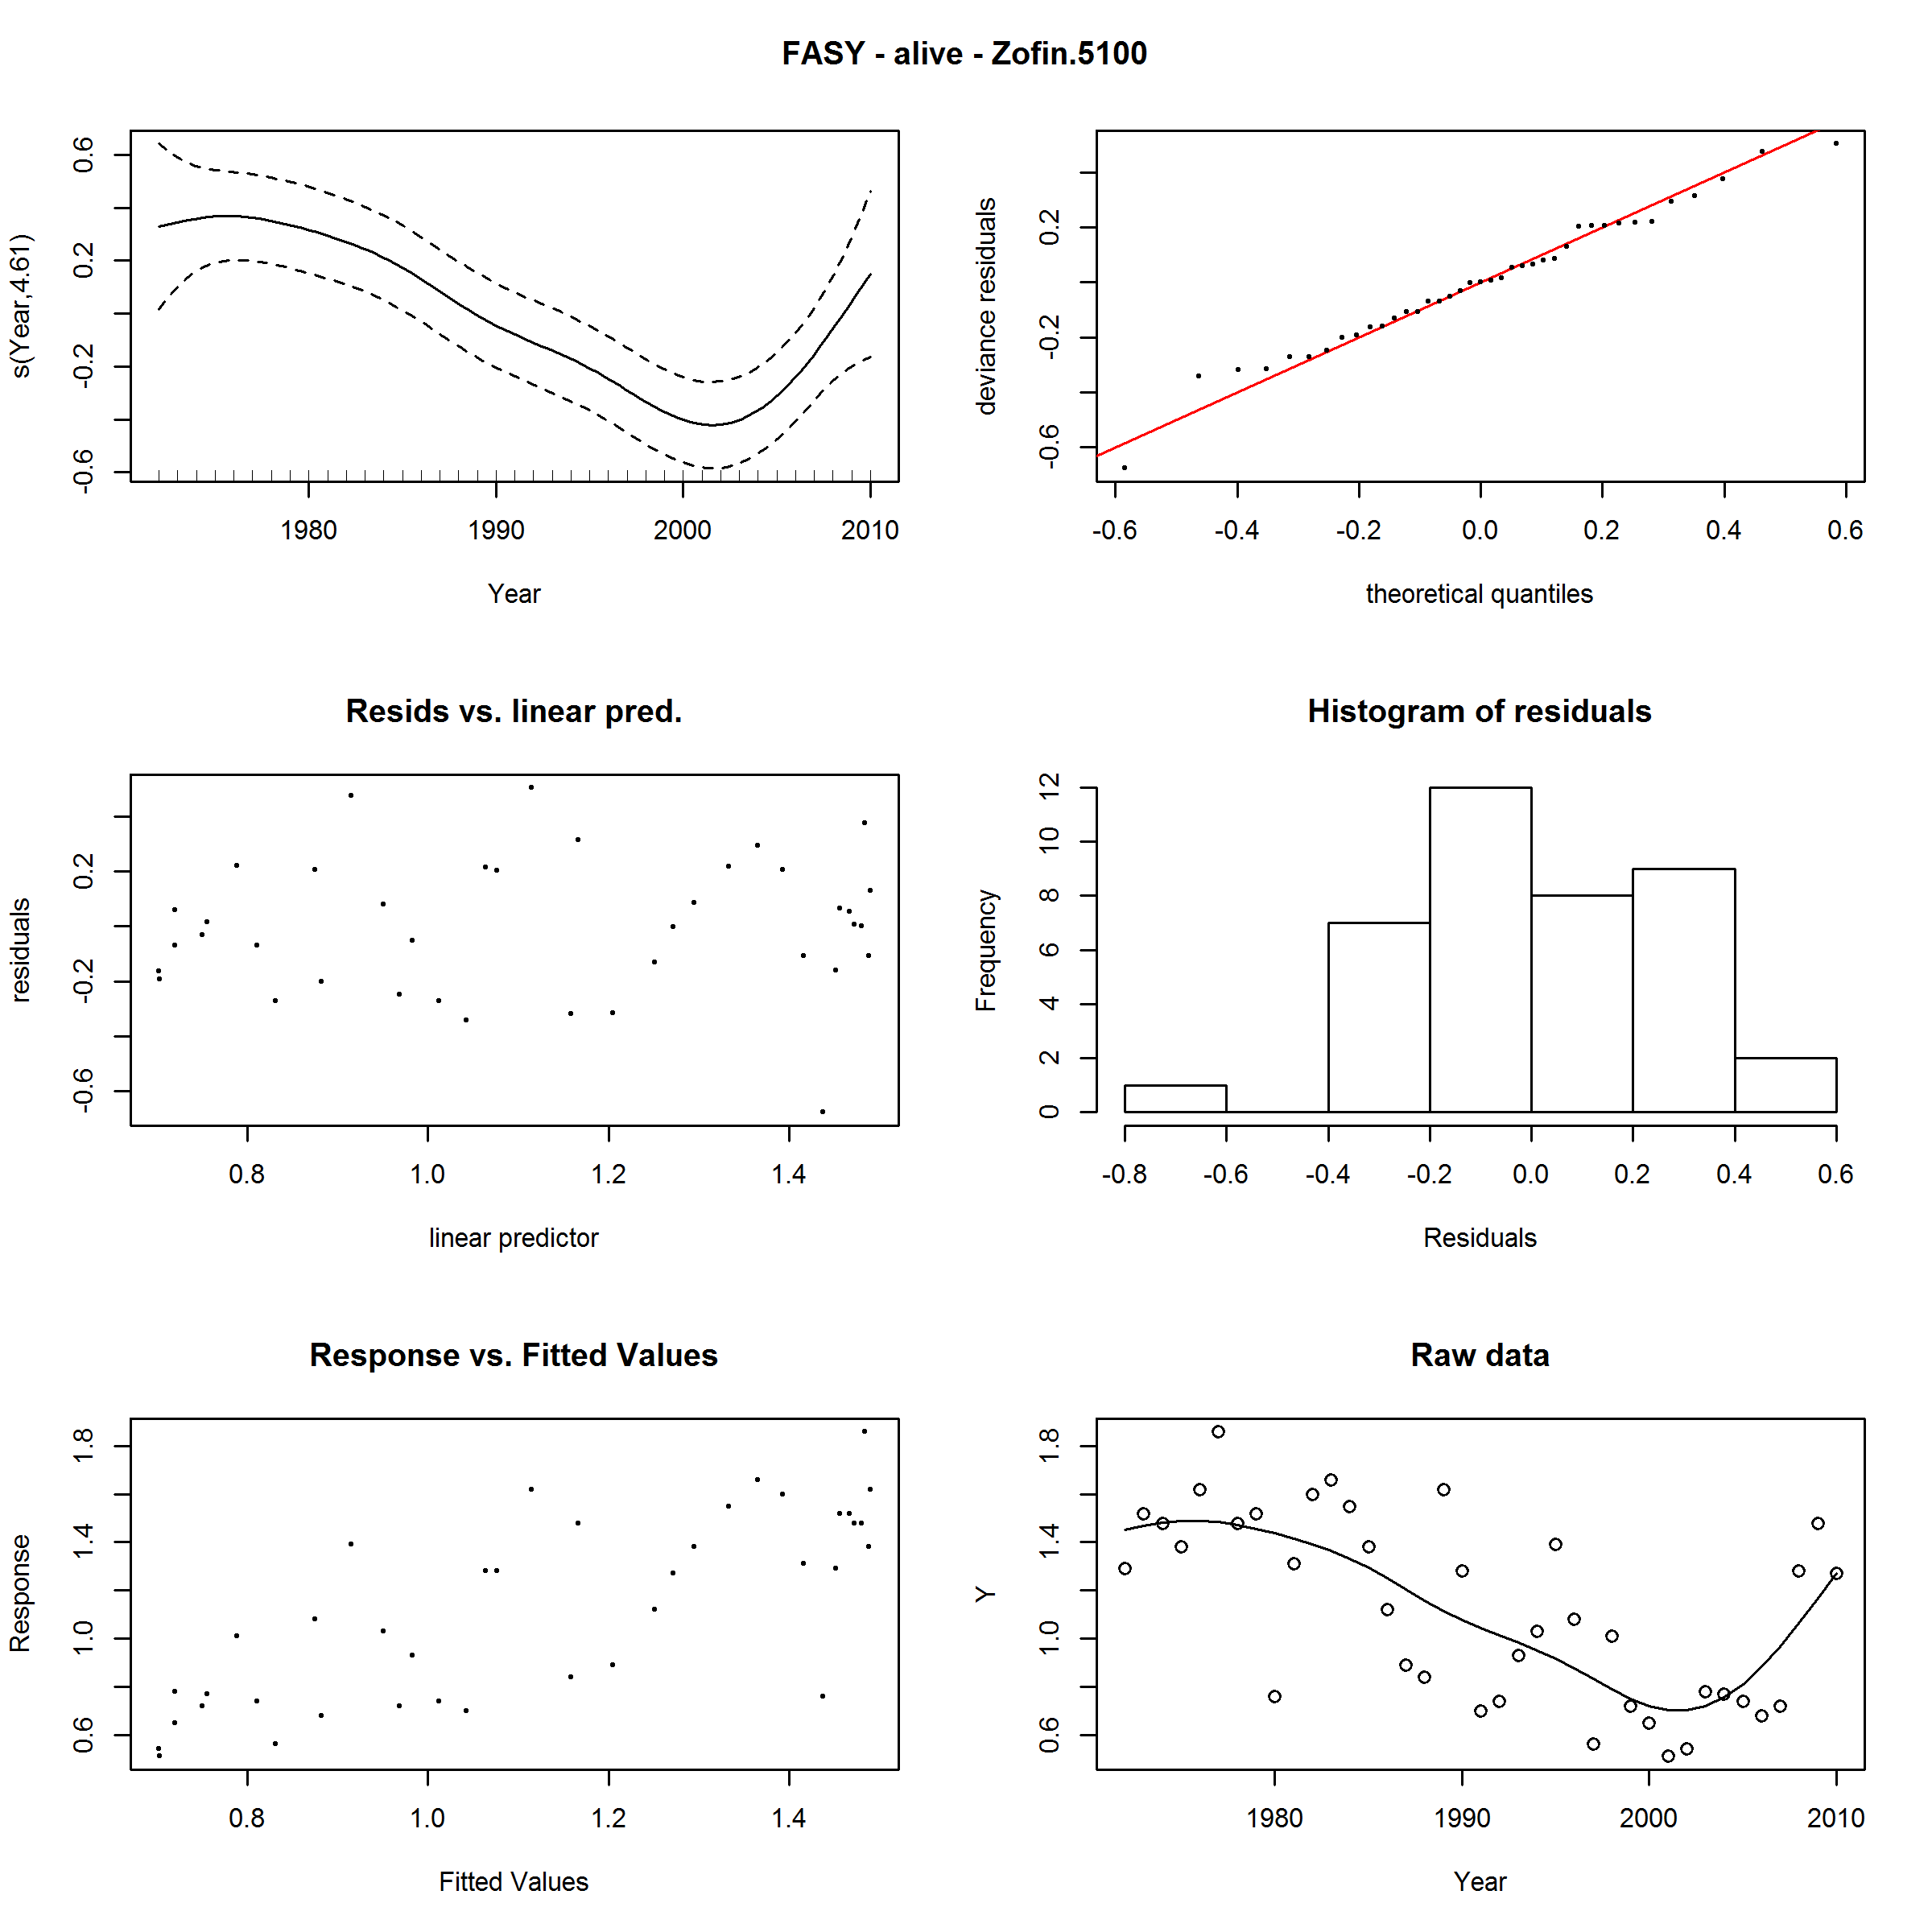 FASY - alive - Zofin.5100
s(Year,4.61)
0.6
0.2
-0.2
-0.6
1980 1990 2000 2010
Year
deviance residuals
0.2
-0.2
-0.6
-0.6 -0.4 -0.2 0.0 0.2 0.4 0.6
theoretical quantiles
Resids vs. linear pred.
residuals
0.2
-0.2
-0.6
0.8 1.0 1.2 1.4
linear predictor
Histogram of residuals
Frequency
12
10
8
6
4
2
0
-0.8 -0.6 -0.4 -0.2 0.0 0.2 0.4 0.6
Residuals
Response vs. Fitted Values
Response
1.8
1.4
1.0
0.6
0.8 1.0 1.2 1.4
Fitted Values
Raw data
Y
1.8
1.4
1.0
0.6
1980 1990 2000 2010
Year